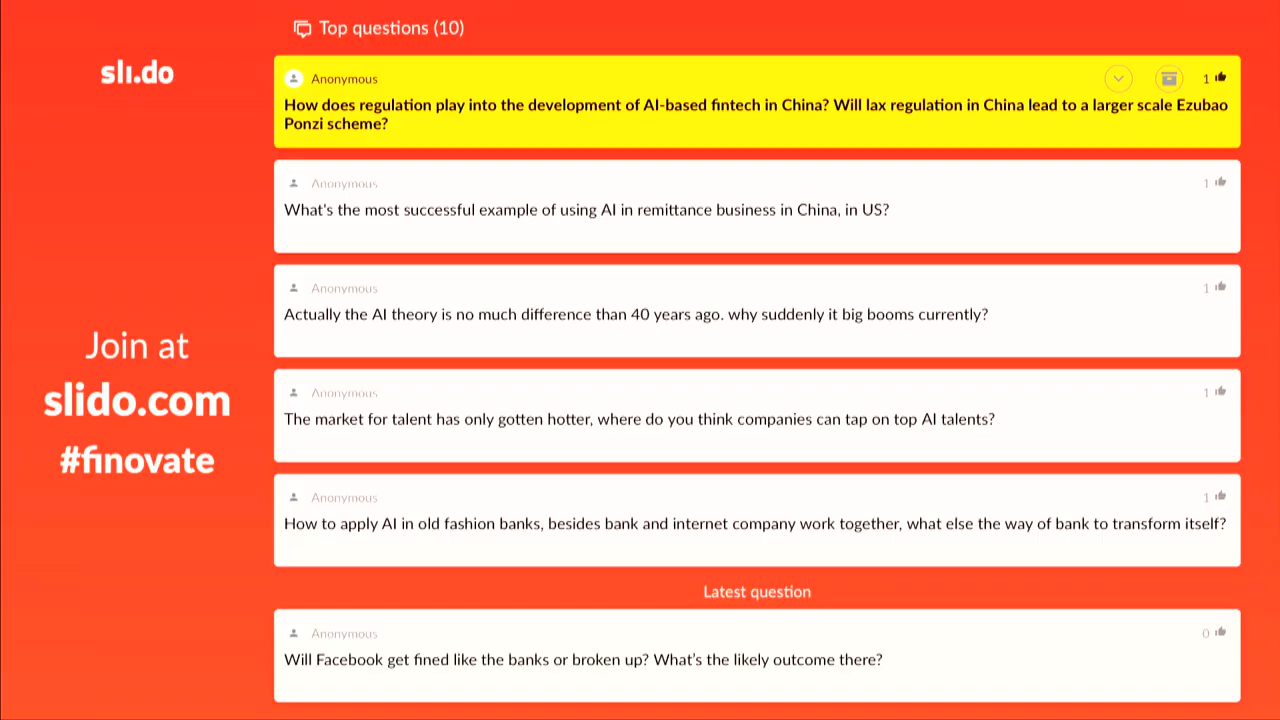 Top questions (10)
slı.do
Anonymous
1
How does regulation play into the development of AI-based fintech in China? Will lax regulation in China lead to a larger scale Ezubao
Ponzi scheme?
Anonymous
1
What's the most successful example of using AI in remittance business in China, in US?
Anonymous
1
Actually the AI theory is no much difference than 40 years ago. why suddenly it big booms currently?
Join at
slido.com
#finovate
Anonymous
1
The market for talent has only gotten hotter, where do you think companies can tap on top AI talents?
Anonymous
1
How to apply AI in old fashion banks, besides bank and internet company work together, what else the way of bank to transform itself?
Latest question
Anonymous
0
Will Facebook get fined like the banks or broken up? What’s the likely outcome there?